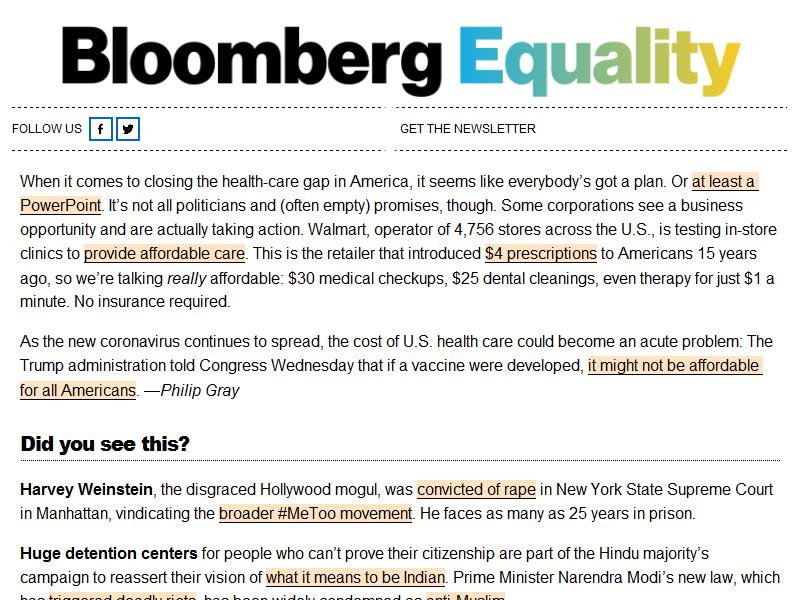 Bloomberg Equality
FOLLOW US
GET THE NEWSLETTER
When it comes to closing the health-care gap in America, it seems like everybody’s got a plan. Or at least a
PowerPoint. It’s not all politicians and (often empty) promises, though. Some corporations see a business
opportunity and are actually taking action. Walmart, operator of 4,756 stores across the U.S., is testing in-store
clinics to provide affordable care. This is the retailer that introduced $4 prescriptions to Americans 15 years
ago, so we’re talking really affordable: $30 medical checkups, $25 dental cleanings, even therapy for just $1 a
minute. No insurance required.
As the new coronavirus continues to spread, the cost of U.S. health care could become an acute problem: The
Trump administration told Congress Wednesday that if a vaccine were developed, it might not be affordable
for all Americans. —Philip Gray
Did you see this?
Harvey Weinstein, the disgraced Hollywood mogul, was convicted of rape in New York State Supreme Court
in Manhattan, vindicating the broader #MeToo movement. He faces as many as 25 years in prison.
Huge detention centers for people who can’t prove their citizenship are part of the Hindu majority’s
campaign to reassert their vision of what it means to be Indian. Prime Minister Narendra Modi’s new law, which
has triggered deadly riots, has been widely condemned as anti-Muslim.